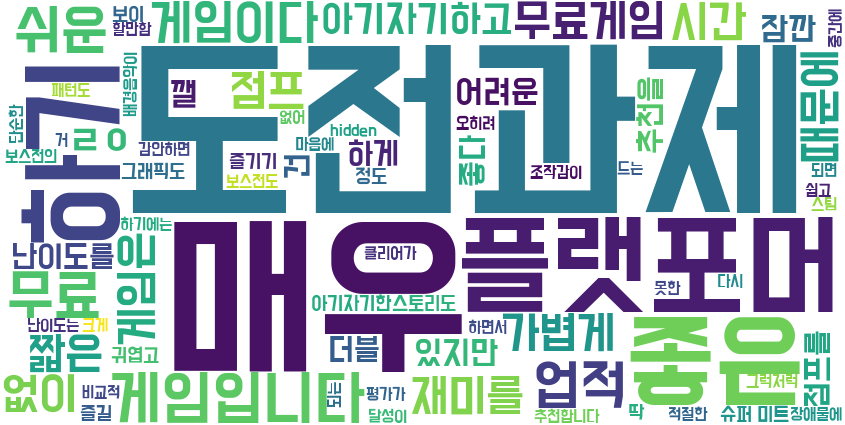 쉬운
보이
할만함
게임이다
아기자기하고
무료게임
시간
잠깐
중간에
하기
도전과제
깰
점프
없어
hidden
마음에
어려운
오히려
추천을
때문에
패턴도
배경음악이
단순한
보스전의
거
ㄹㅇ
감안하면
그래픽도
즐기기
보스전도
건
하게
정도
좋다
조작감이
드는
되면
쉽고
스팀
하기에는
매우
플랫포머
클리어가
못한
다시
난이도를
게임은
무료
아기자기한
스토리도
난이도는
크게
하면서
가볍게
좋은
점프를
짧은
귀엽고
더블
있지만
업적
그럭저럭
없이
비교적
즐길
게임입니다
되는
평가가
달성이
재미를
추천합니다
딱
적절한
슈퍼 미트
장애물에